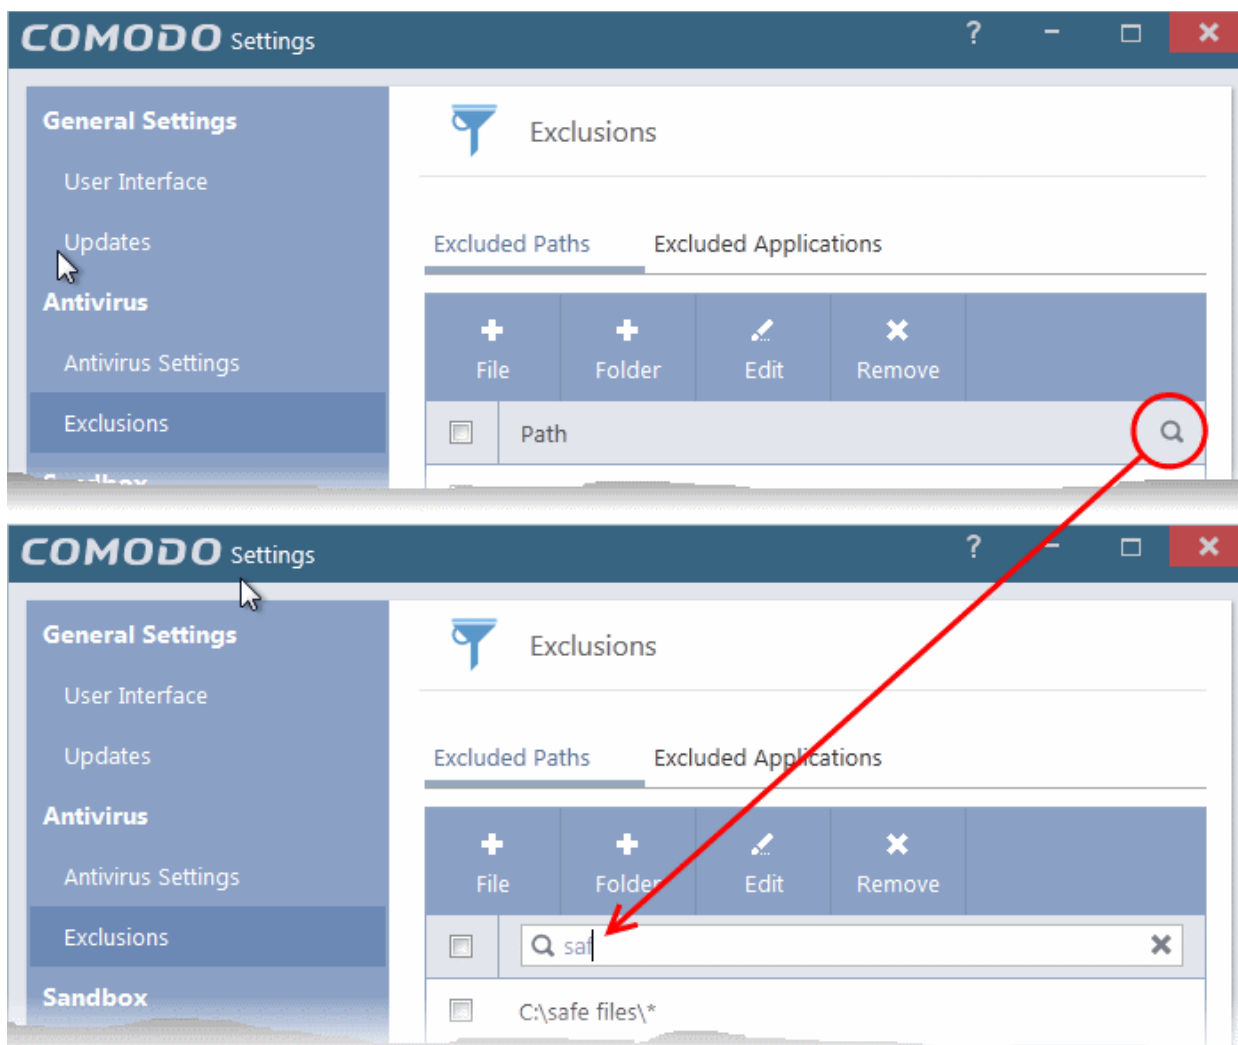 COMODO Settings
?
General Settings
User Interface
Updates
Antivirus
Antivirus Settings
Exclusions
Exclusions
Excluded Paths Excluded Applications
File Folder Edit Remove
Path
COMODO Settings
?
General Settings
User Interface
Updates
Antivirus
Antivirus Settings
Exclusions
Sandbox
Exclusions
Excluded Paths Excluded Applications
File Folder Edit Remove
saf
C:\safe files\*